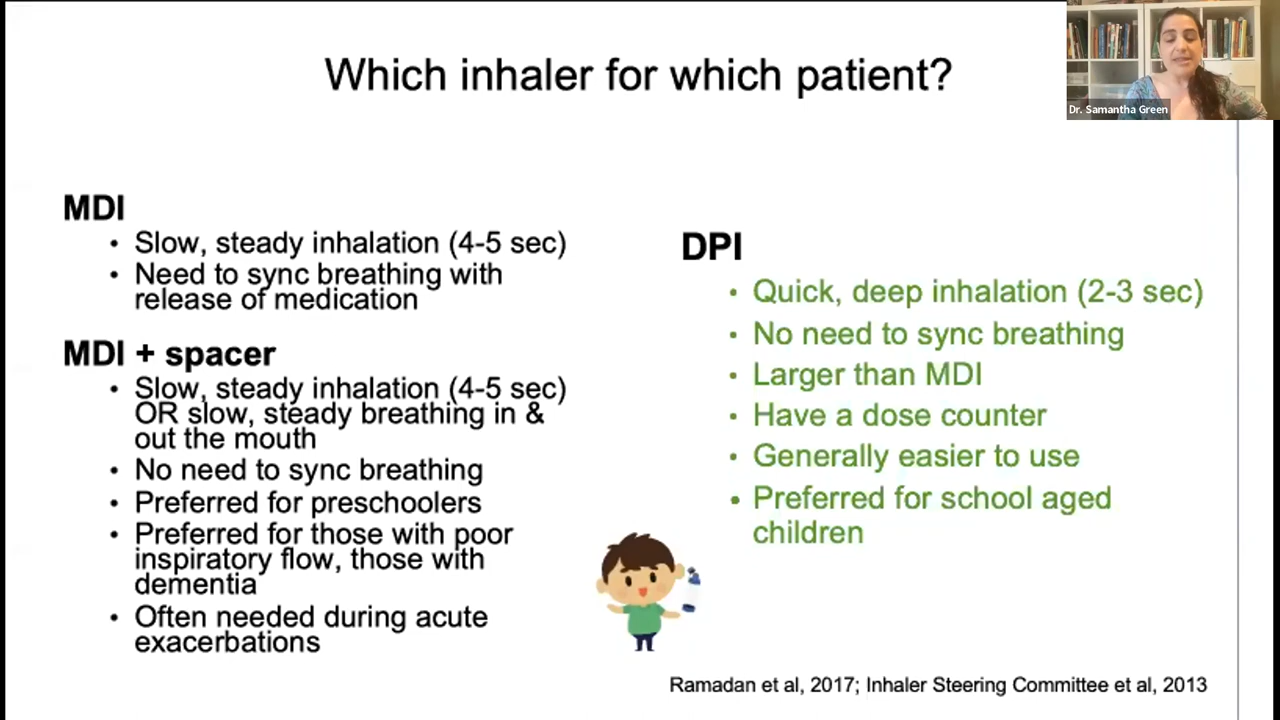 Which inhaler for which patient?
Dr. Samantha Green
MDI
• Slow, steady inhalation (4-5 sec)
• Need to sync breathing with
release of medication
MDI + spacer
• Slow, steady inhalation (4-5 sec)
OR slow, steady breathing in &
out the mouth
• No need to sync breathing
• Preferred for preschoolers
• Preferred for those with poor
inspiratory flow, those with
dementia
• Often needed during acute
exacerbations
DPI
• Quick, deep inhalation (2-3 sec)
• No need to sync breathing
• Larger than MDI
• Have a dose counter
• Generally easier to use
• Preferred for school aged
children
Ramadan et al, 2017; Inhaler Steering Committee et al, 2013